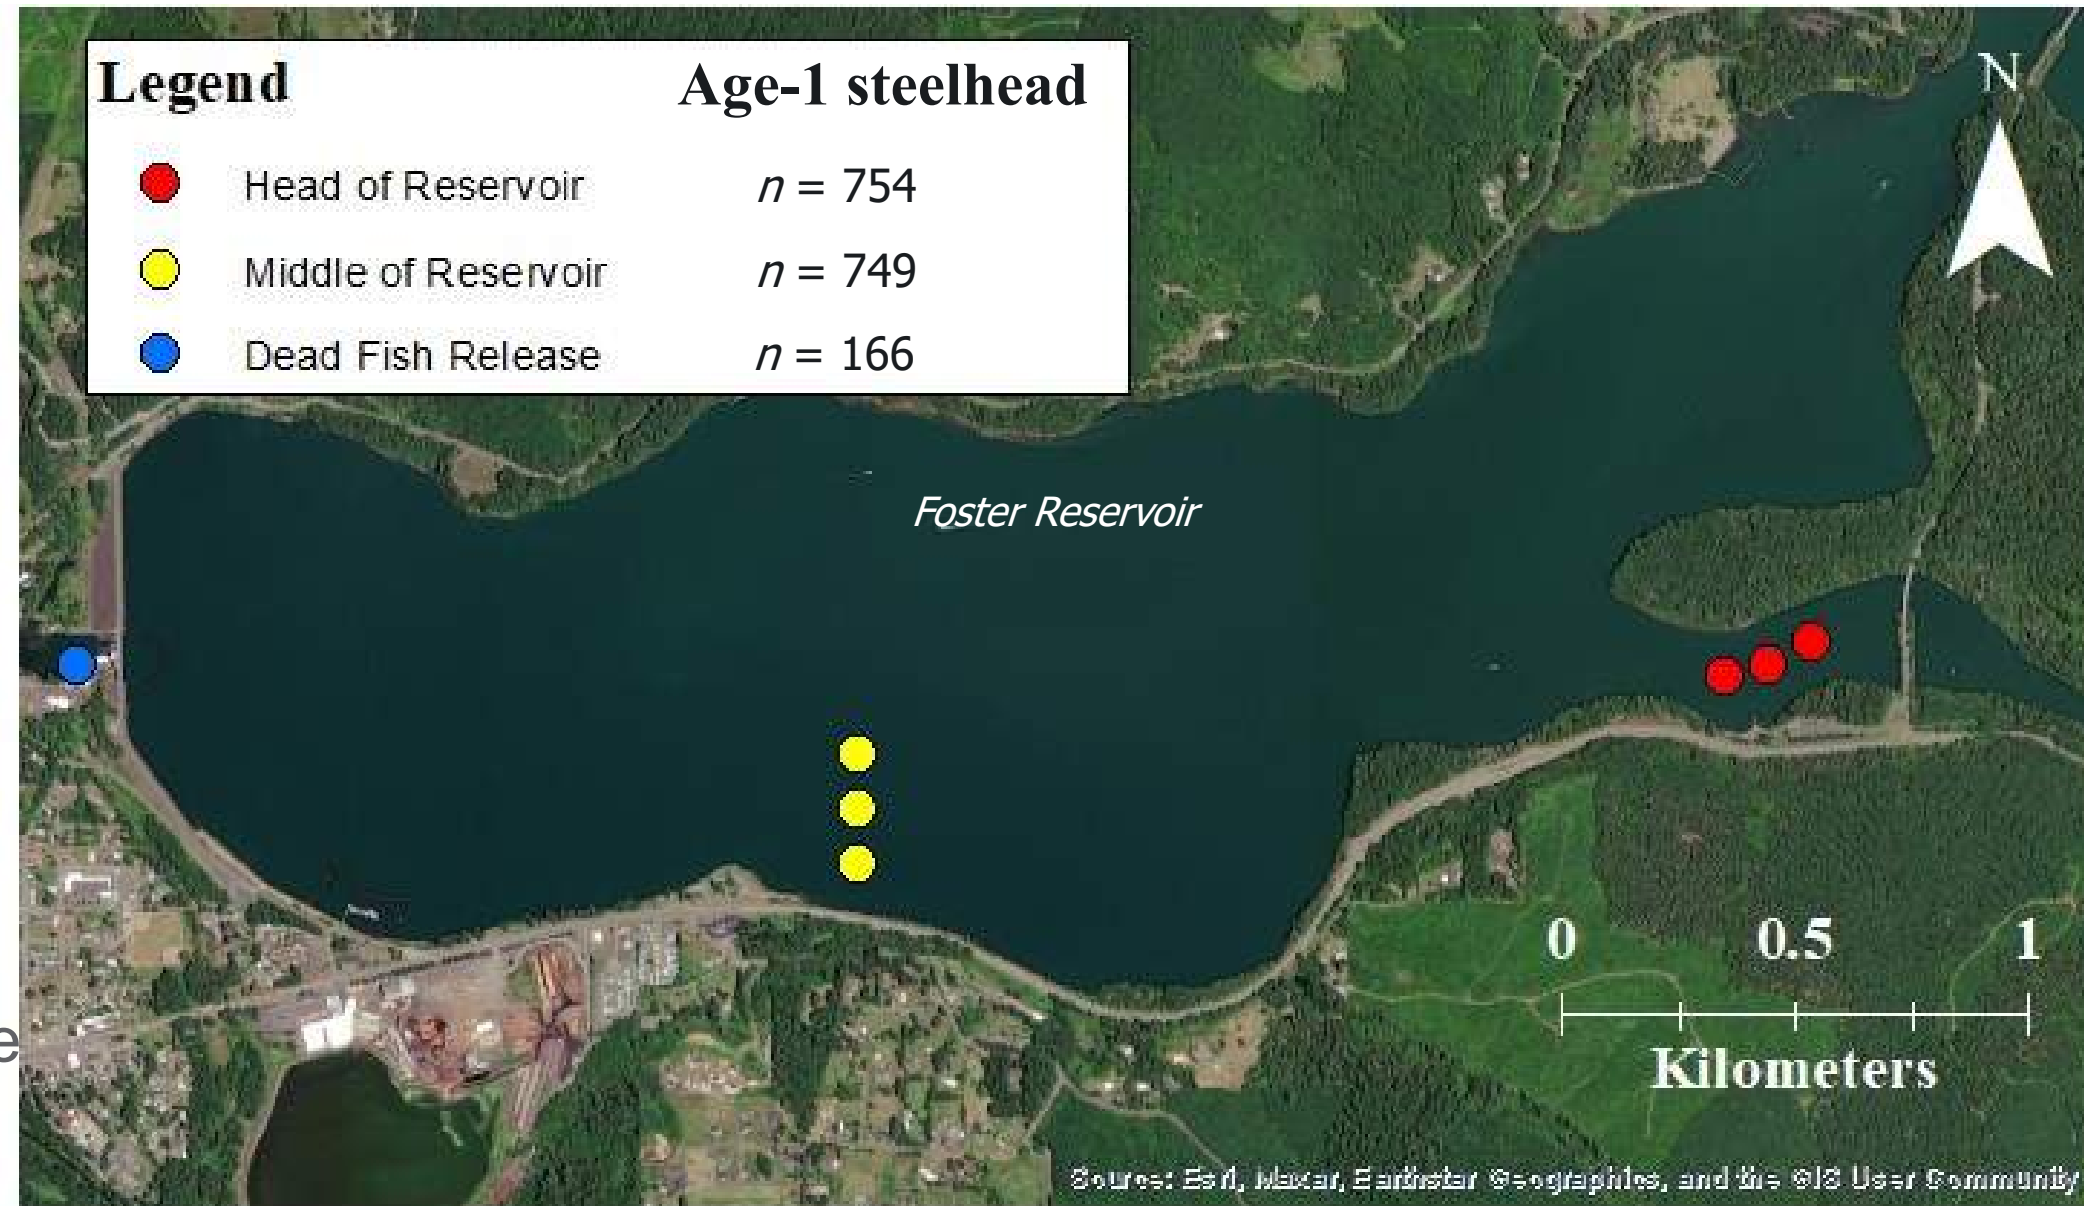 Legend Age-1 steelhead
Head of Reservoir n = 754
Middle of Reservoir n = 749
Dead Fish Release n = 166
N
Foster Reservoir
0 0.5 1
Kilometers
e
Source: Esri, Maxar, Earthstar Geographics, and the GIS User Community